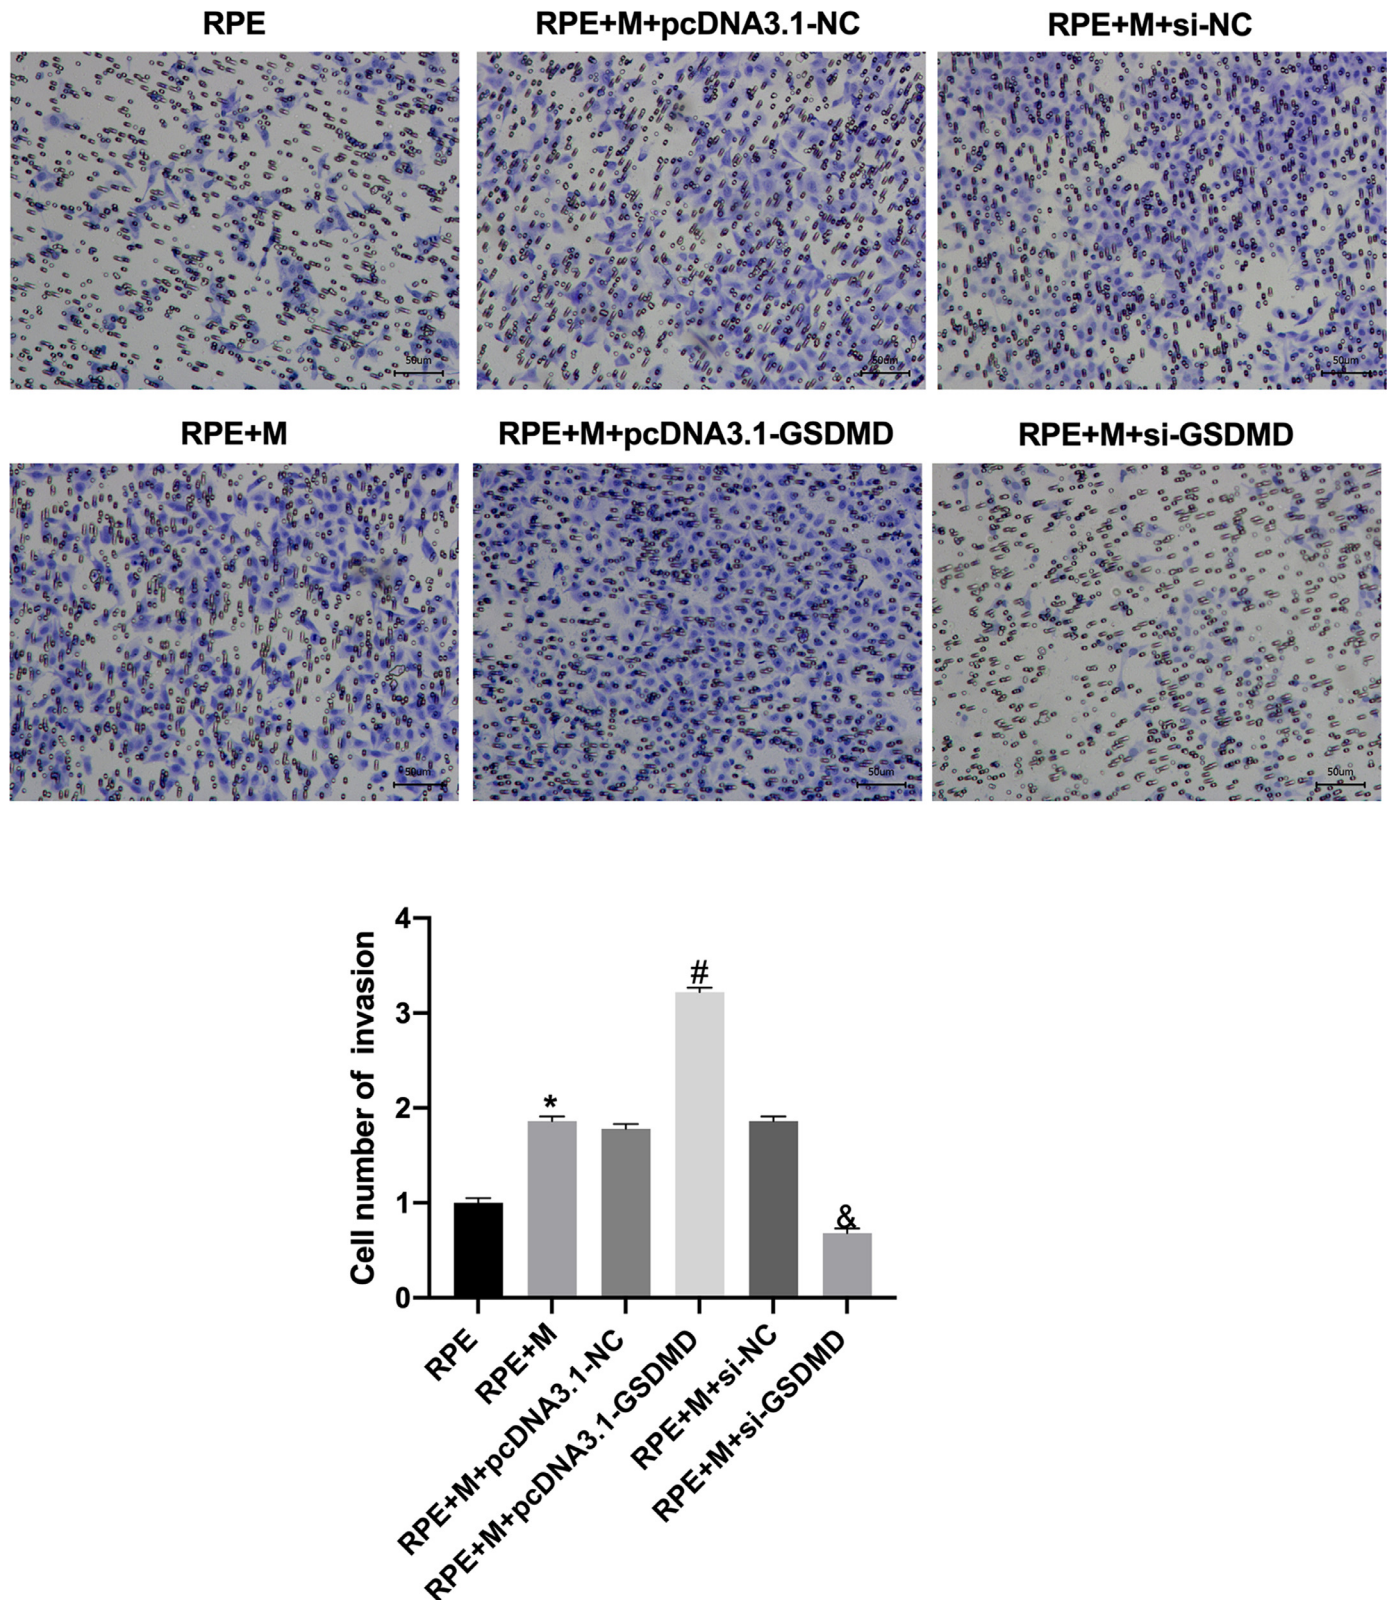 RPE
RPE+M+pcDNA3.1-NC
RPE+M+si-NC
50um
50um
50um
RPE+M
RPE+M+pcDNA3.1-GSDMD
RPE+M+si-GSDMD
50um
50um
50um
Cell number of invasion
4
3
2
1
0
*
#
&
RPE
RPE+M
RPE+M+pcDNA3.1-NC
RPE+M+pcDNA3.1-GSDMD
RPE+M+si-NC
RPE+M+si-GSDMD